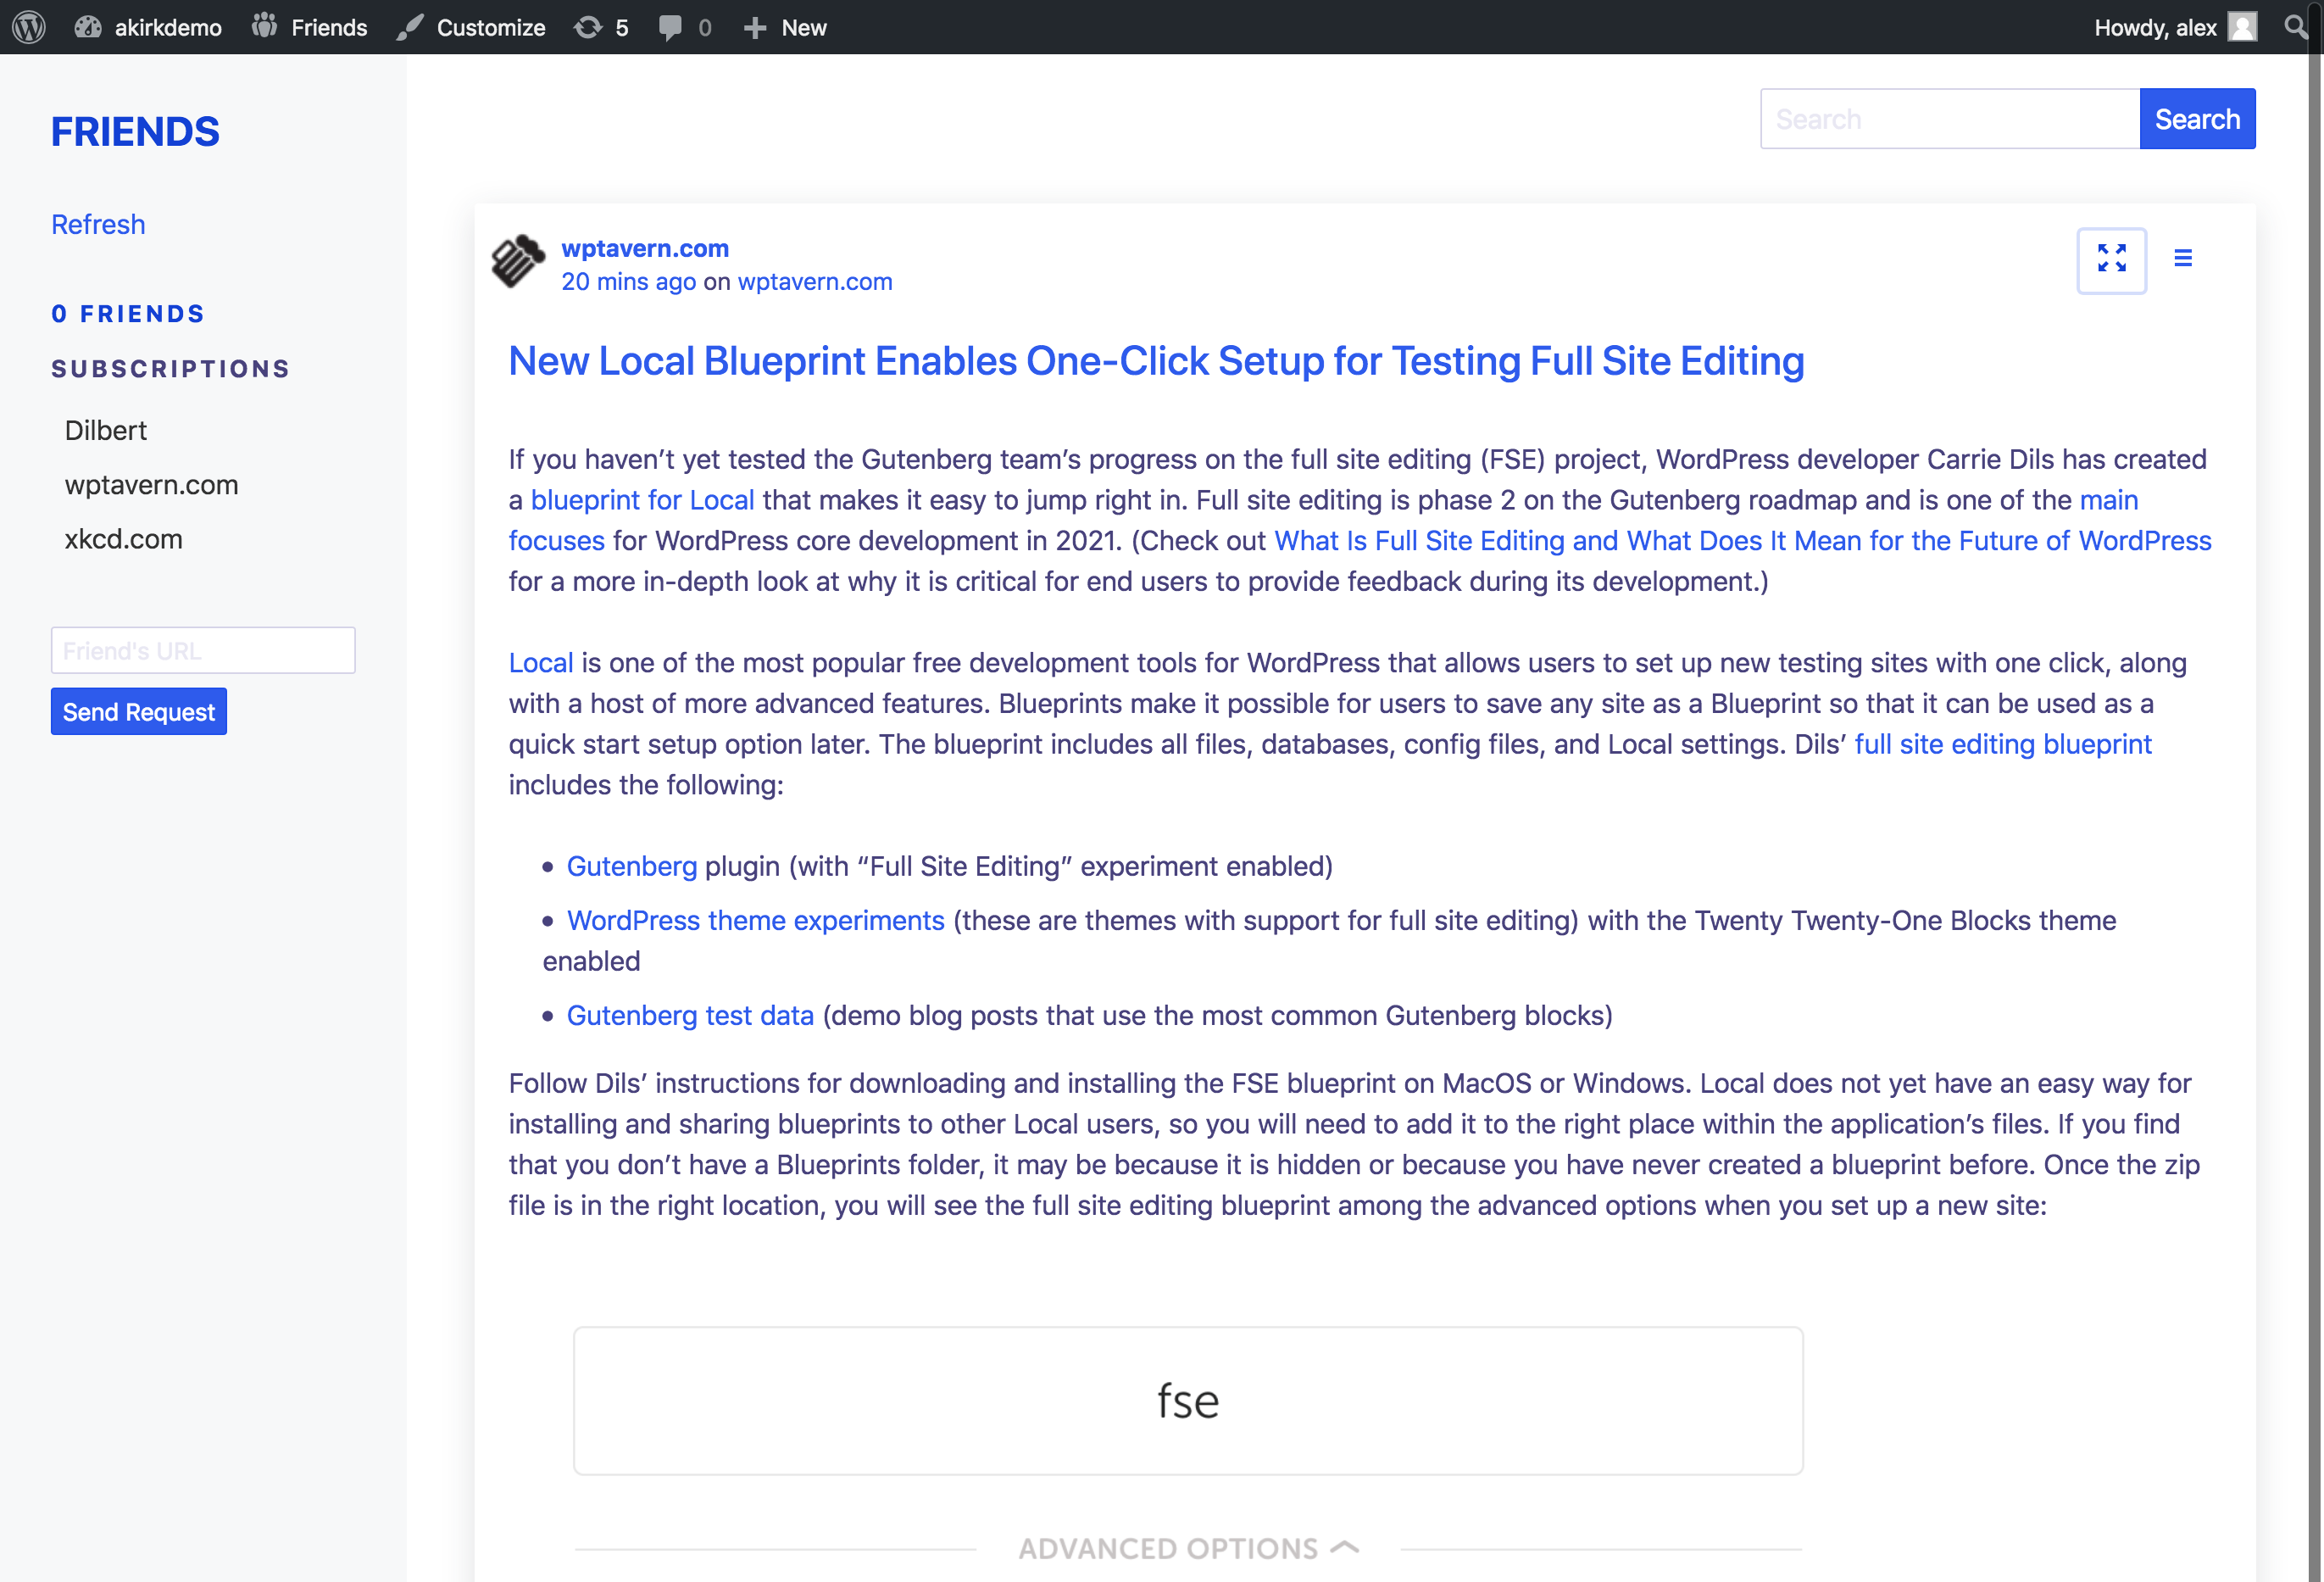 akirkdemo Friends Customize 5 0 New Howdy, alex
FRIENDS
Refresh
0 FRIENDS
SUBSCRIPTIONS
Dilbert
wptavern.com
xkcd.com
Friend's URL
Send Request
Search Search
wptavern.com
20 mins ago on wptavern.com
New Local Blueprint Enables One-Click Setup for Testing Full Site Editing
If you haven’t yet tested the Gutenberg team’s progress on the full site editing (FSE) project, WordPress developer Carrie Dils has created
a blueprint for Local that makes it easy to jump right in. Full site editing is phase 2 on the Gutenberg roadmap and is one of the main
focuses for WordPress core development in 2021. (Check out What Is Full Site Editing and What Does It Mean for the Future of WordPress
for a more in-depth look at why it is critical for end users to provide feedback during its development.)
Local is one of the most popular free development tools for WordPress that allows users to set up new testing sites with one click, along
with a host of more advanced features. Blueprints make it possible for users to save any site as a Blueprint so that it can be used as a
quick start setup option later. The blueprint includes all files, databases, config files, and Local settings. Dils’ full site editing blueprint
includes the following:
• Gutenberg plugin (with “Full Site Editing” experiment enabled)
• WordPress theme experiments (these are themes with support for full site editing) with the Twenty Twenty-One Blocks theme
enabled
• Gutenberg test data (demo blog posts that use the most common Gutenberg blocks)
Follow Dils’ instructions for downloading and installing the FSE blueprint on MacOS or Windows. Local does not yet have an easy way for
installing and sharing blueprints to other Local users, so you will need to add it to the right place within the application’s files. If you find
that you don’t have a Blueprints folder, it may be because it is hidden or because you have never created a blueprint before. Once the zip
file is in the right location, you will see the full site editing blueprint among the advanced options when you set up a new site:
fse
ADVANCED OPTIONS